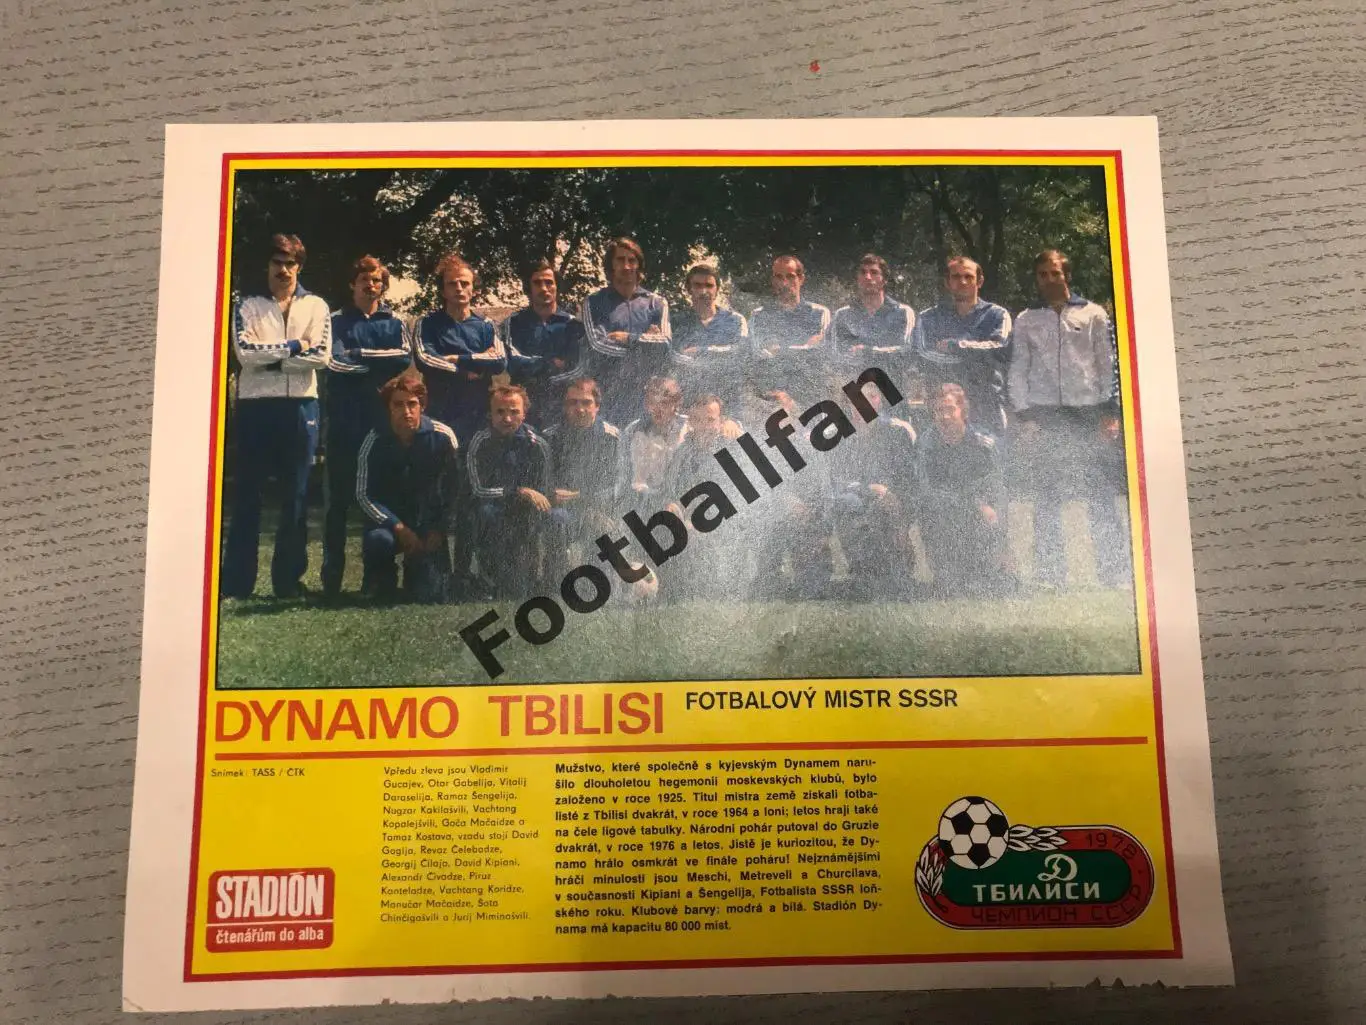 Footballfan
DYNAMO TBILISI
FOTBALOVÝ MISTR SSSR
Snímek: TASS / ČTK
Vpředu zleva jsou Vladimír
Gucajev, Otar Gabelija, Vitalij
Daraselija, Ramaz Šengelija,
Nugzar Kakilašvili, Vachtang
Kopalejšvili, Goča Mačaidze a
Tamaz Kostava, vzadu stojí David
Gogija, Revaz Čelebadze,
Georgij Čilaja, David Kipiani,
Alexandr Čivadze, Piruz
Kanteladze, Vachtang Koridze,
Manučar Mačaidze, Šota
Chinčigašvili a Jurij Miminošvili.
Mužstvo, které společně s kyjevským Dynamem naru-
šilo dlouholetou hegemonii moskevských klubů, bylo
založeno v roce 1925. Titul mistra země získali fotba-
listé z Tbilisi dvakrát, v roce 1964 a loni; letos hrají také
na čele ligové tabulky. Národní pohár putoval do Gruzie
dvakrát, v roce 1976 a letos. Jistě je kuriozitou, že Dy-
namo hrálo osmkrát ve finále poháru! Nejznámějšími
hráči minulosti jsou Meschi, Metreveli a Churcilava,
v současnosti Kipiani a Šengelija, Fotbalista SSSR loň-
ského roku. Klubové barvy: modrá a bílá. Stadión Dy-
nama má kapacitu 80 000 míst.
STADIÓN
čtenářům do alba
1978
Д
ТБИЛИСИ
ЧЕМПИОН СССР